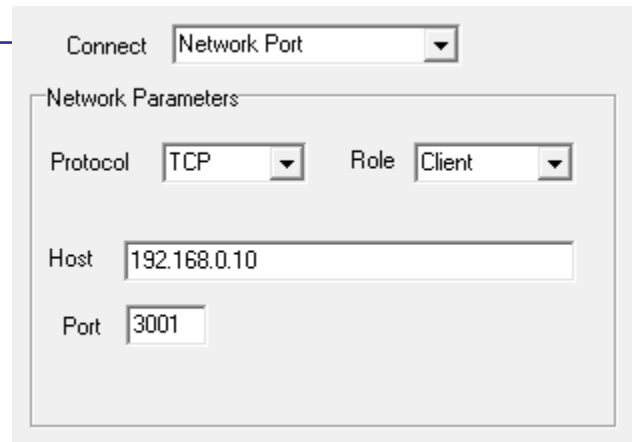 Connect Network Port
Network Parameters
Protocol TCP Role Client
Host 192.168.0.10
Port 3001